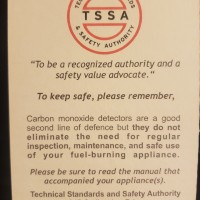 TSSA
& SAFETY AUTHORITY
"To be a recognized authority and a
safety value advocate."
To keep safe, please remember,
Carbon monoxide detectors are a good
second line of defence but they do not
eliminate the need for regular
inspection, maintenance, and safe use
of your fuel-burning appliance.
Please be sure to read the manual that
accompanied your appliance(s).
Technical Standards and Safety Authority